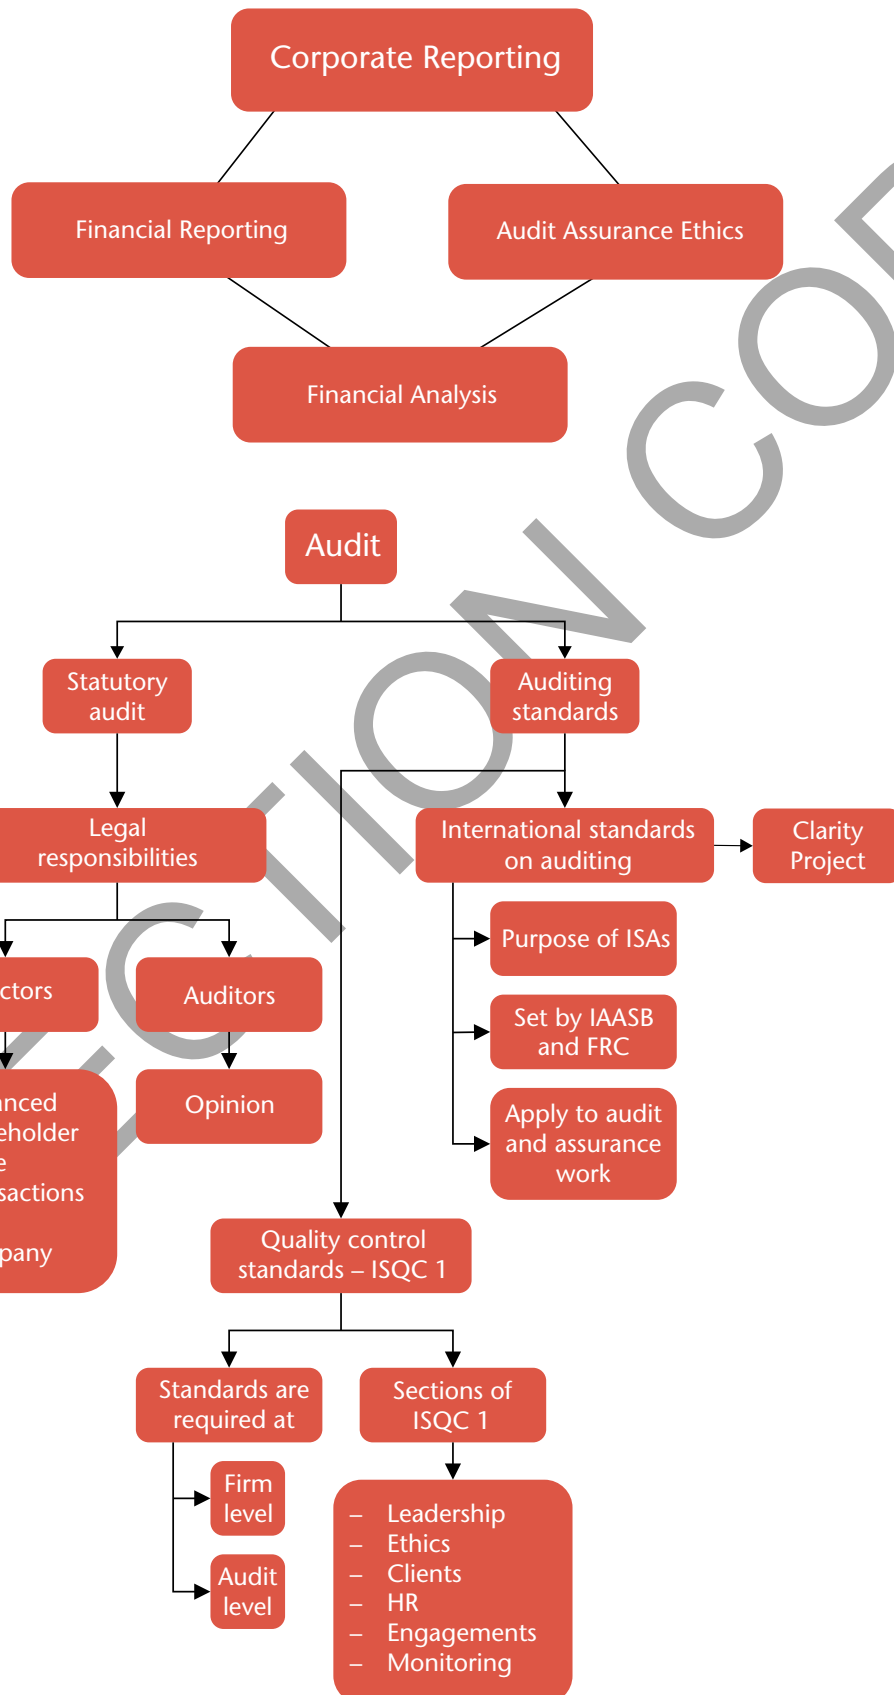 Corporate Reporting
Financial Reporting
Audit Assurance Ethics
Financial Analysis
Audit
Statutory
audit
Auditing
standards
Legal
responsibilities
International standards
on auditing
Clarity
Project
Purpose of ISAs
Auditors
Set by IAASB
and FRC
Opinion
Apply to audit
and assurance
work
Quality control
standards – ISQC 1
Standards are
required at
Sections of
ISQC 1
Firm
level
Audit
level
– Leadership
– Ethics
– Clients
– HR
– Engagements
– Monitoring